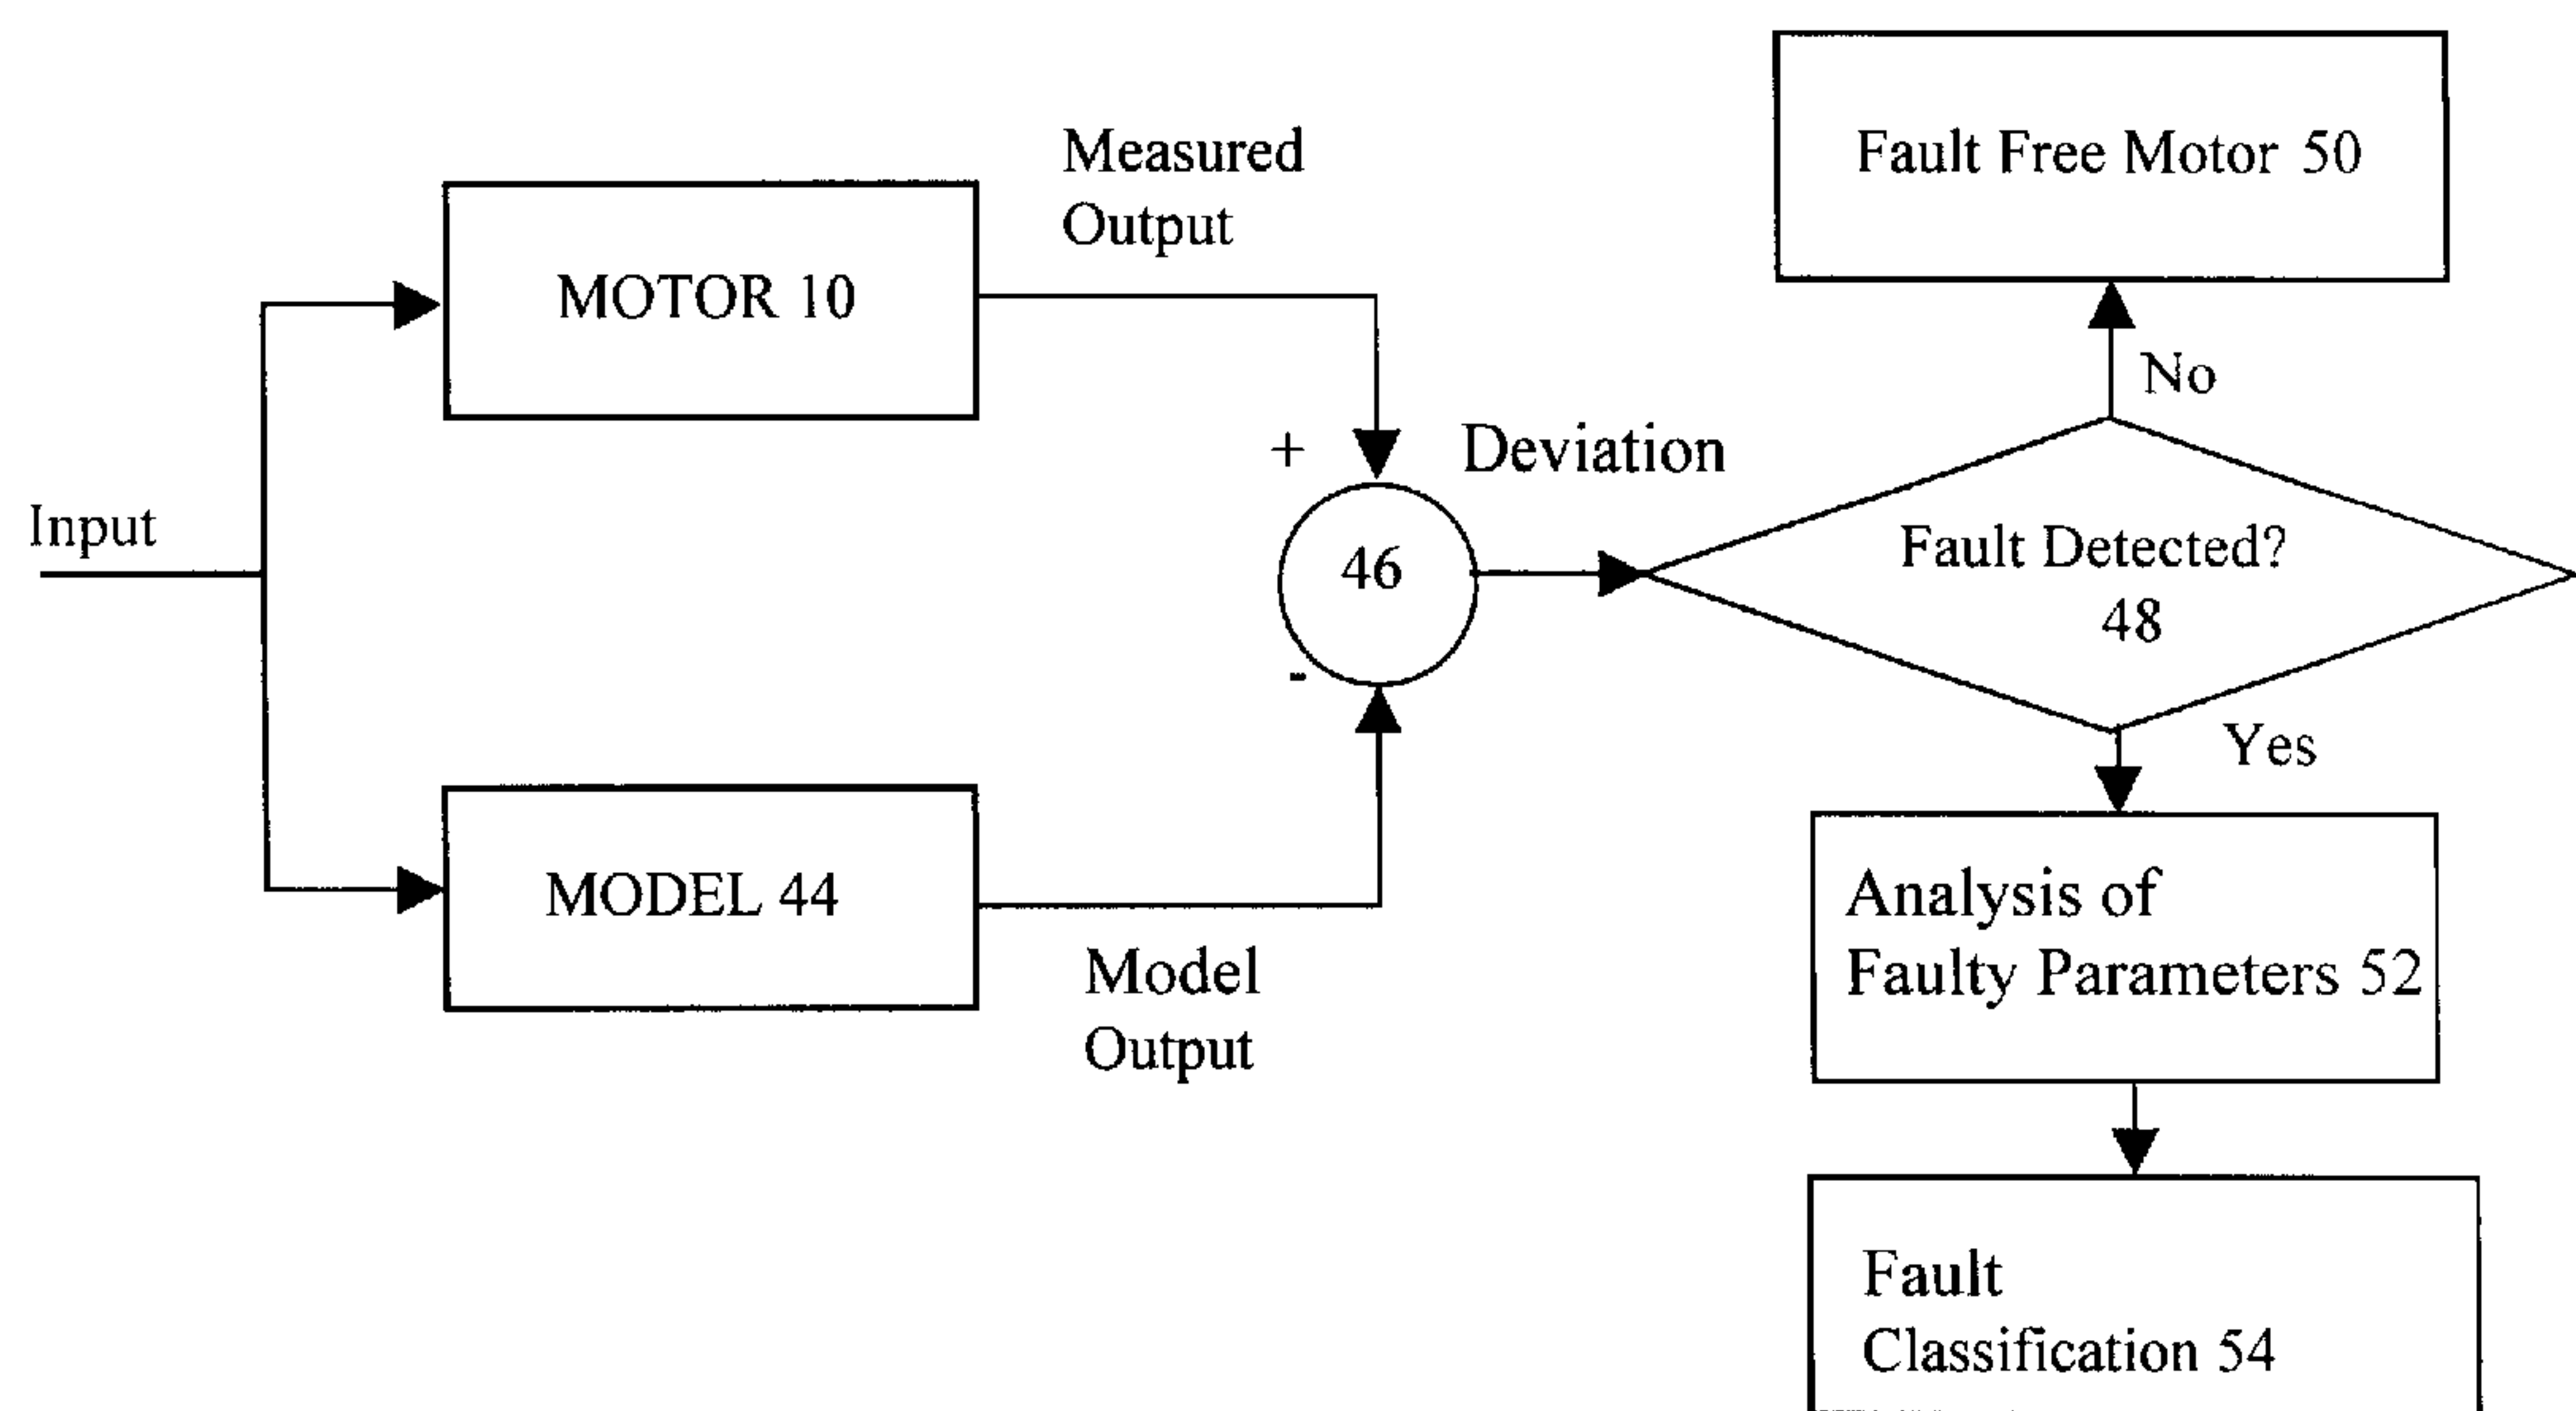 Input
MOTOR 10
Measured
Output
MODEL 44
Model
Output
+
46
-
Deviation
Fault Detected?
48
No
Fault Free Motor 50
Yes
Analysis of
Faulty Parameters 52
Fault
Classification 54